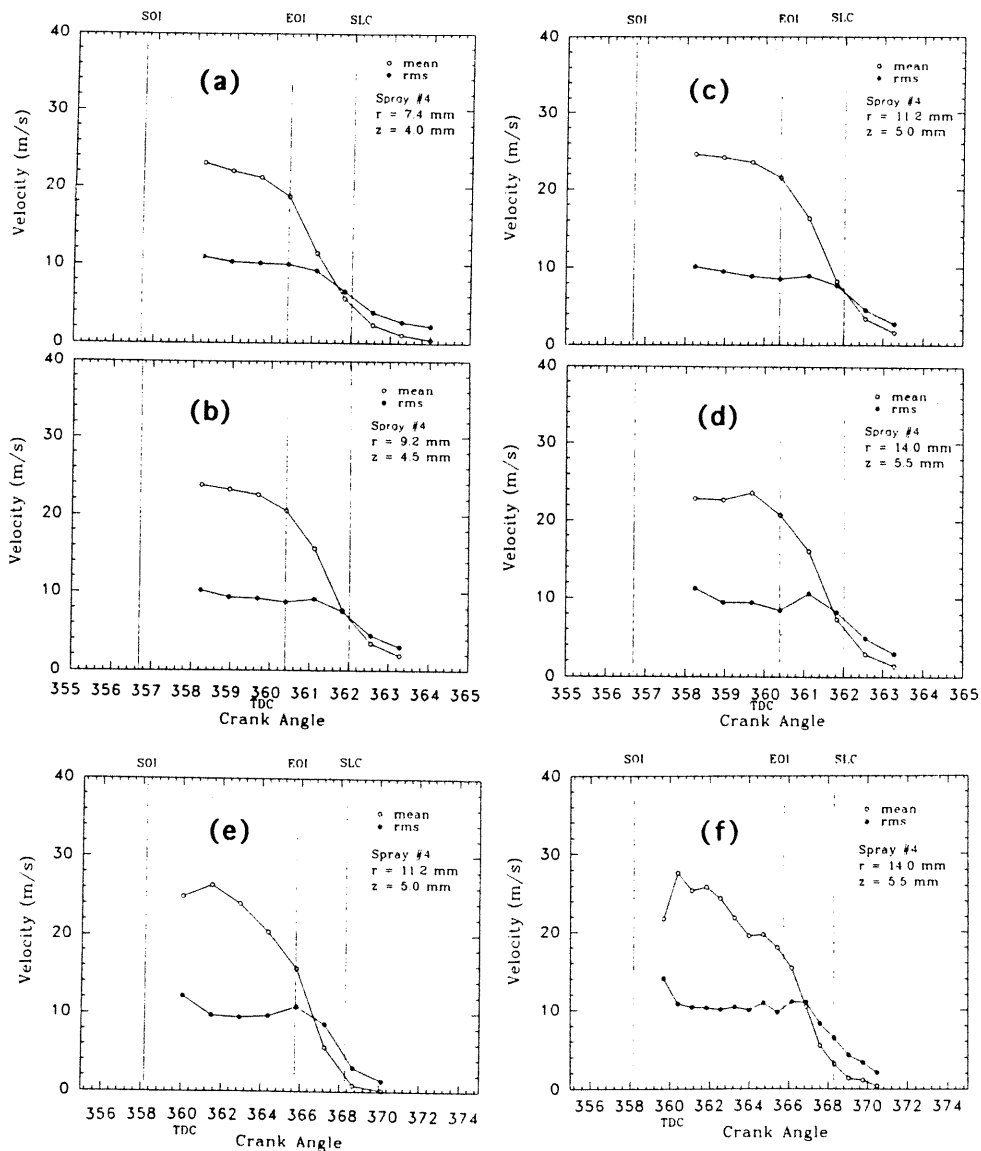 SOI EOI SLC
40
30
20
10
0
Velocity (m/s)
(a)
mean
rms
Spray #4
r = 7.4 mm
z = 4.0 mm
40
30
20
10
0
Velocity (m/s)
(b)
mean
rms
Spray #4
r = 9.2 mm
z = 4.5 mm
355 356 357 358 359 360 361 362 363 364 365
TDC
Crank Angle
SOI EOI SLC
40
30
20
10
0
Velocity (m/s)
(c)
mean
rms
Spray #4
r = 11.2 mm
z = 5.0 mm
40
30
20
10
0
Velocity (m/s)
(d)
mean
rms
Spray #4
r = 14.0 mm
z = 5.5 mm
355 356 357 358 359 360 361 362 363 364 365
TDC
Crank Angle
SOI EOI SLC
40
30
20
10
0
Velocity (m/s)
(e)
mean
rms
Spray #4
r = 11.2 mm
z = 5.0 mm
356 358 360 362 364 366 368 370 372 374
TDC
Crank Angle
SOI EOI SLC
40
30
20
10
0
Velocity (m/s)
(f)
mean
rms
Spray #4
r = 14.0 mm
z = 5.5 mm
356 358 360 362 364 366 368 370 372 374
TDC
Crank Angle